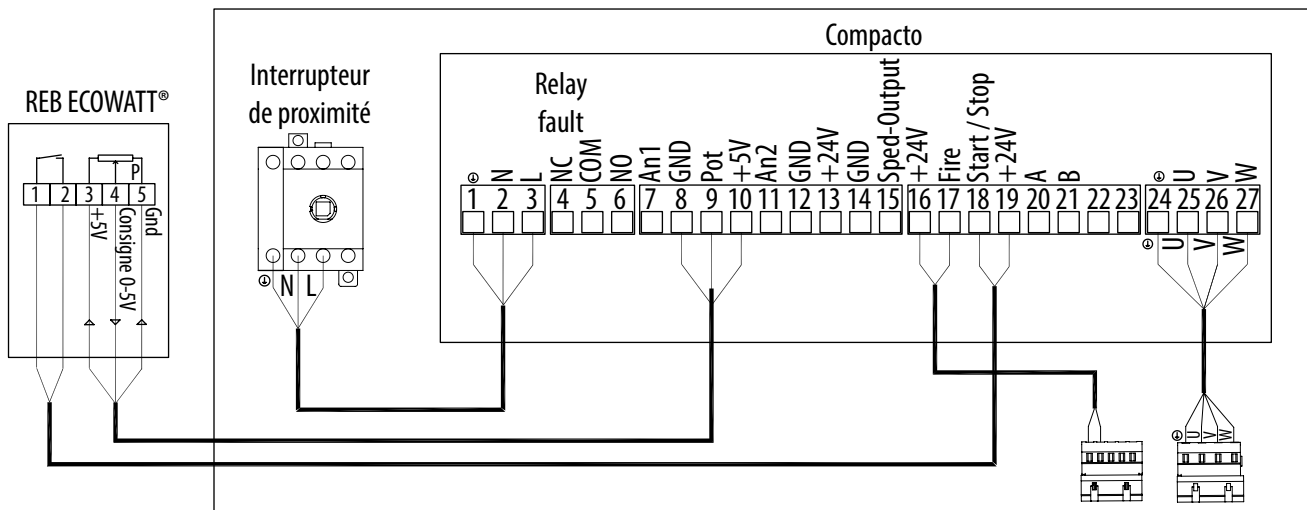 Compacto
Interrupteur
de proximité
REB ECOWATT®
Relay
fault
N
L
NC
COM
NO
An1
GND
Pot
+5V
An2
GND
+24V
GND
Sped-Output
+24V
Fire
Start / Stop
+24V
A
B
U
V
W
P
1 2 3 4 5
+5V
Consigne 0-5V
Gnd
1 2 3 4 5 6 7 8 9 10 11 12 13 14 15 16 17 18 19 20 21 22 23 24 25 26 27
U V W
N L
U V W